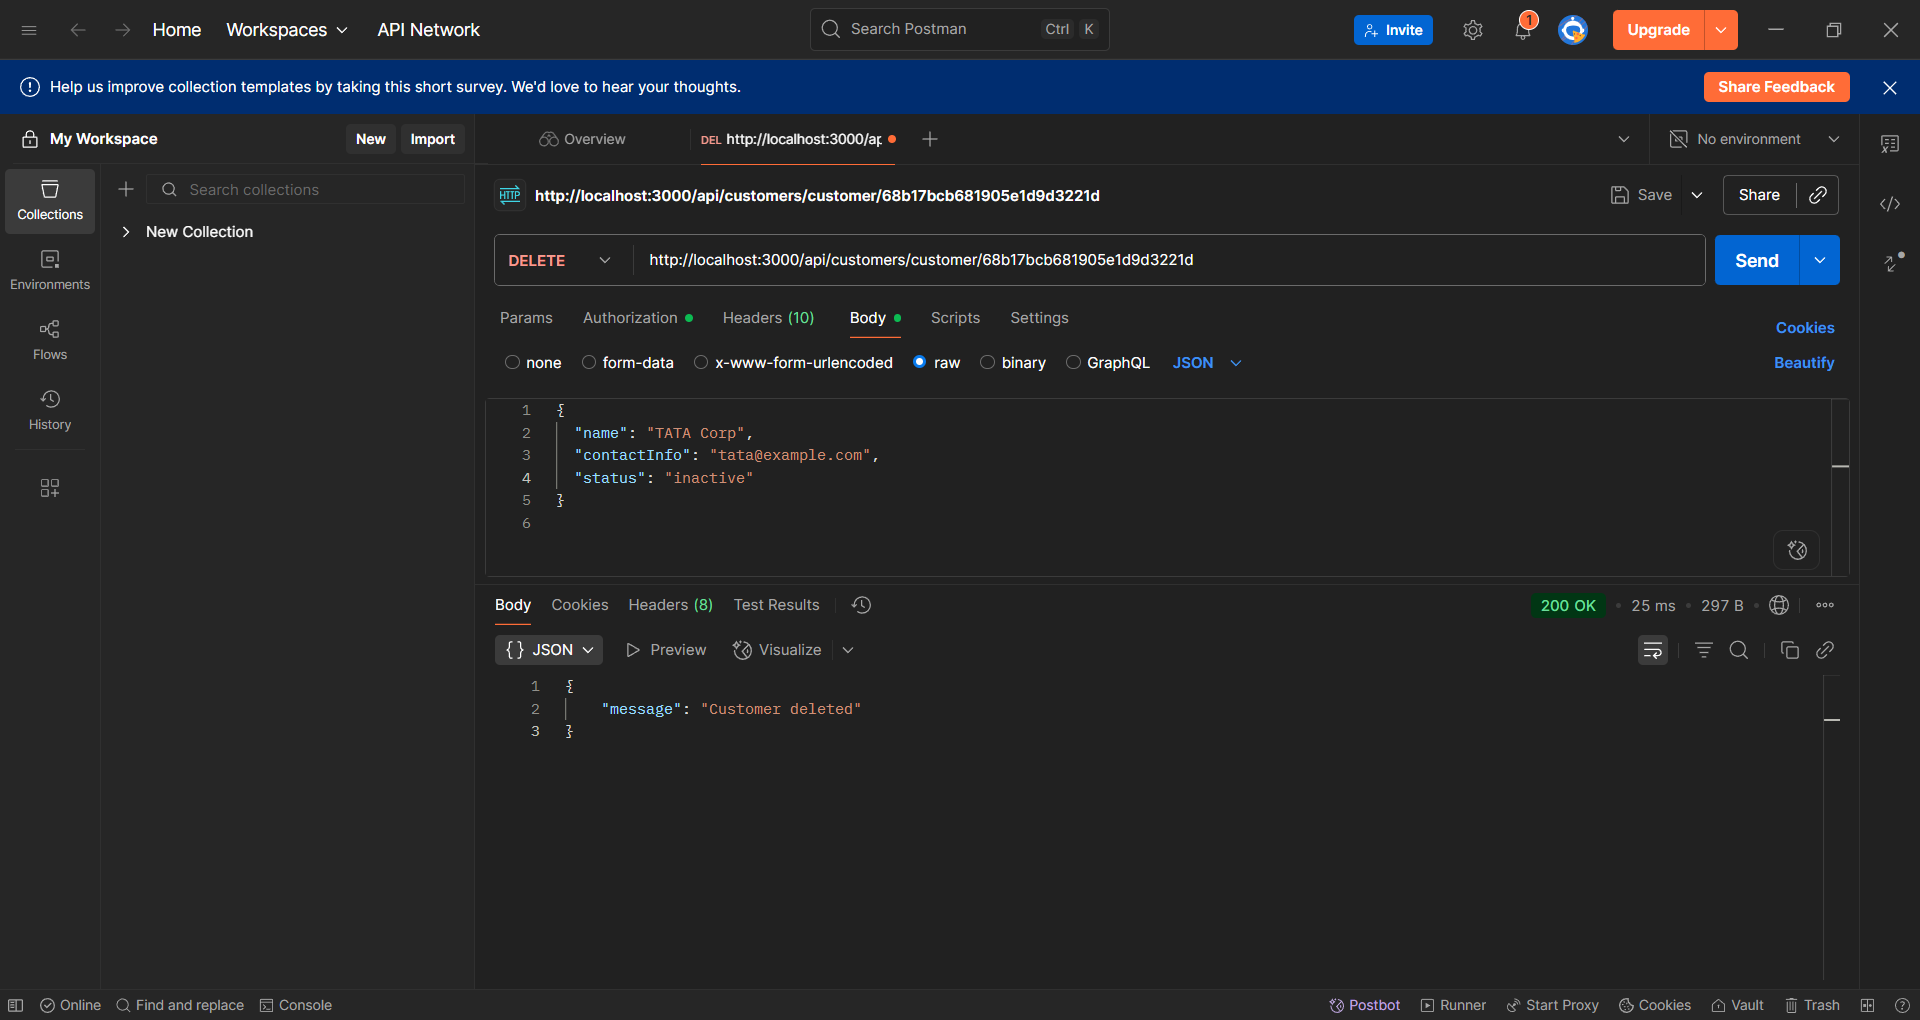 Home Workspaces API Network Search Postman Ctrl K Invite 1 Upgrade
Help us improve collection templates by taking this short survey. We'd love to hear your thoughts. Share Feedback
My Workspace New Import Overview DEL http://localhost:3000/ap No environment
Search collections
Collections
New Collection
Environments
Flows
History
HTTP http://localhost:3000/api/customers/customer/68b17bcb681905e1d9d3221d Save Share
DELETE http://localhost:3000/api/customers/customer/68b17bcb681905e1d9d3221d Send
Params Authorization Headers (10) Body Scripts Settings Cookies
none form-data x-www-form-urlencoded raw binary GraphQL JSON Beautify
1 {
2 "name": "TATA Corp",
3 "contactInfo": "tata@example.com",
4 "status": "inactive"
5 }
6
Body Cookies Headers (8) Test Results 200 OK 25 ms 297 B
{} JSON Preview Visualize
1 {
2 "message": "Customer deleted"
3 }
Online Find and replace Console Postbot Runner Start Proxy Cookies Vault Trash